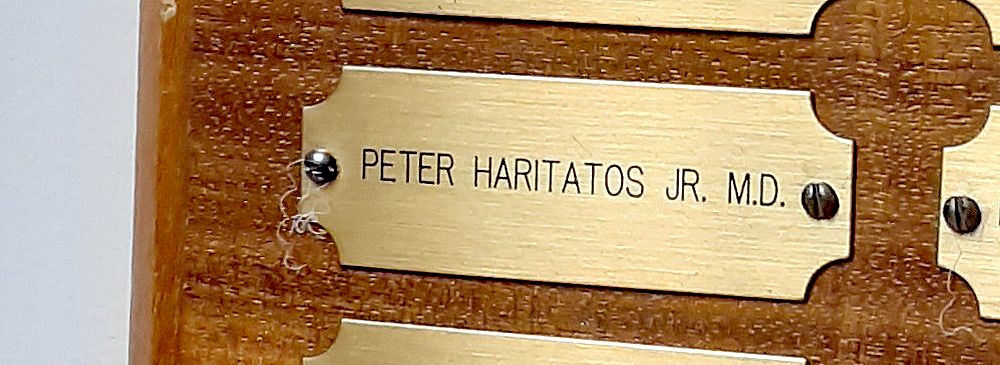 PETER HARITATOS JR. M.D.